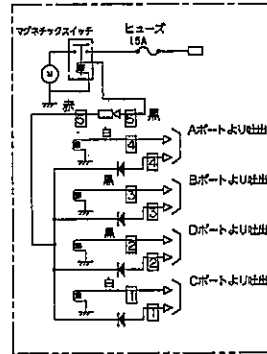 マグネチックスイッチ
ヒューズ
15A
M
赤
5
5
黒
白
4
Aポートより吐出
4
黒
3
Bポートより吐出
3
黒
2
Dポートより吐出
2
白
1
Cポートより吐出
1